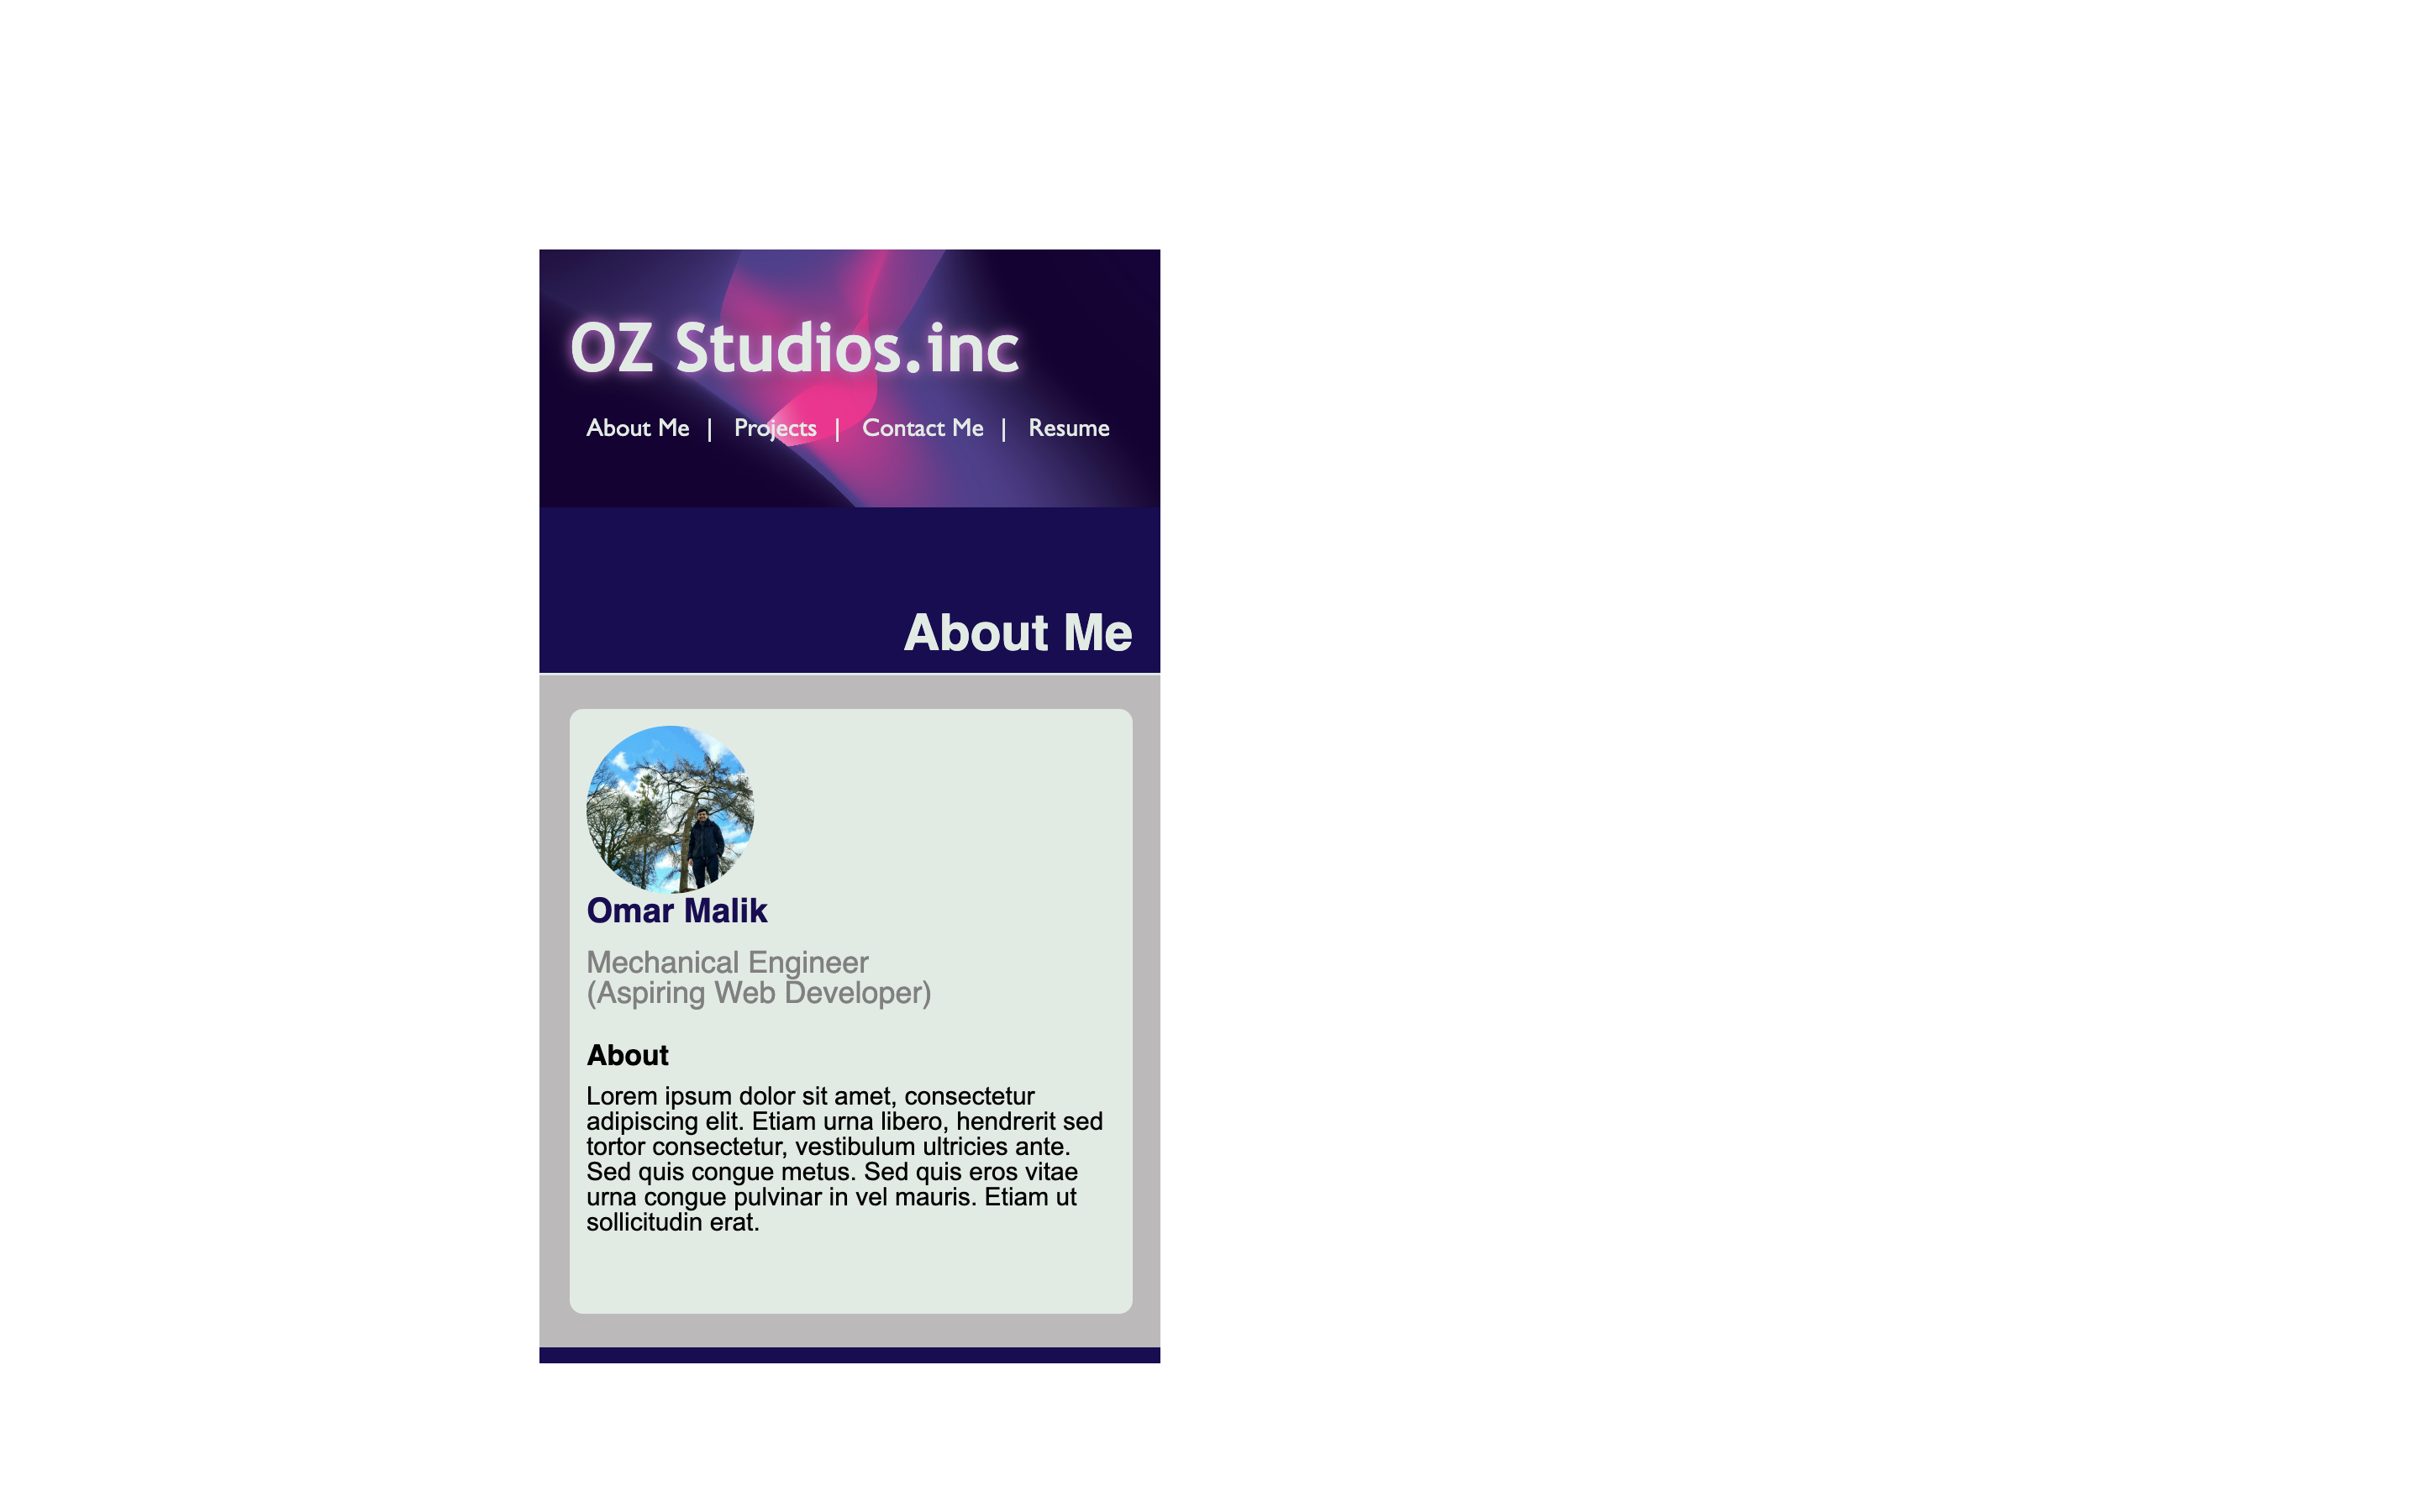 OZ Studios.inc
About Me | Projects | Contact Me | Resume
About Me
Omar Malik
Mechanical Engineer
(Aspiring Web Developer)
About
Lorem ipsum dolor sit amet, consectetur
adipiscing elit. Etiam urna libero, hendrerit sed
tortor consectetur, vestibulum ultricies ante.
Sed quis congue metus. Sed quis eros vitae
urna congue pulvinar in vel mauris. Etiam ut
sollicitudin erat.